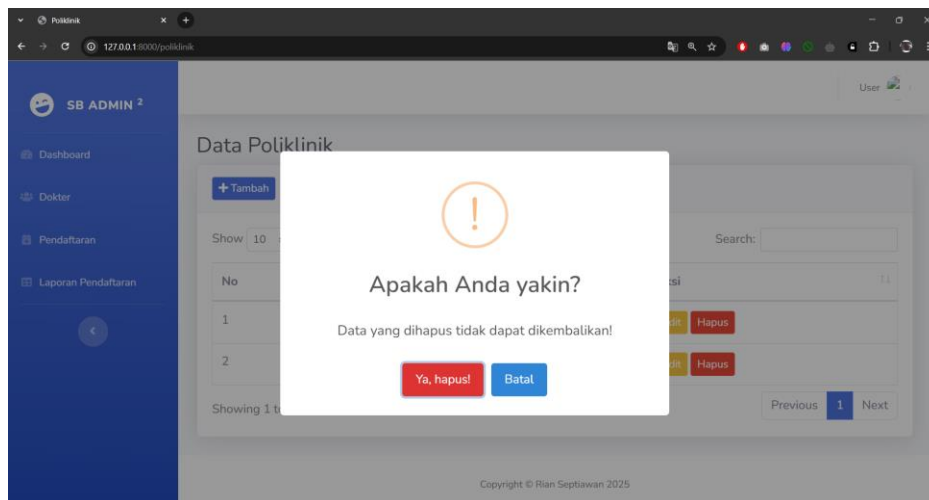 Poliklinik
127.0.0.1:8000/poliklinik
SB ADMIN 2
User
Dashboard
Dokter
Pendaftaran
Laporan Pendaftaran
Data Poliklinik
+ Tambah
Show 10
Search:
No
1
Hapus
2
Hapus
Showing 1
Previous 1 Next
Apakah Anda yakin?
Data yang dihapus tidak dapat dikembalikan!
Ya, hapus!
Batal
Copyright © Rian Septiawan 2025